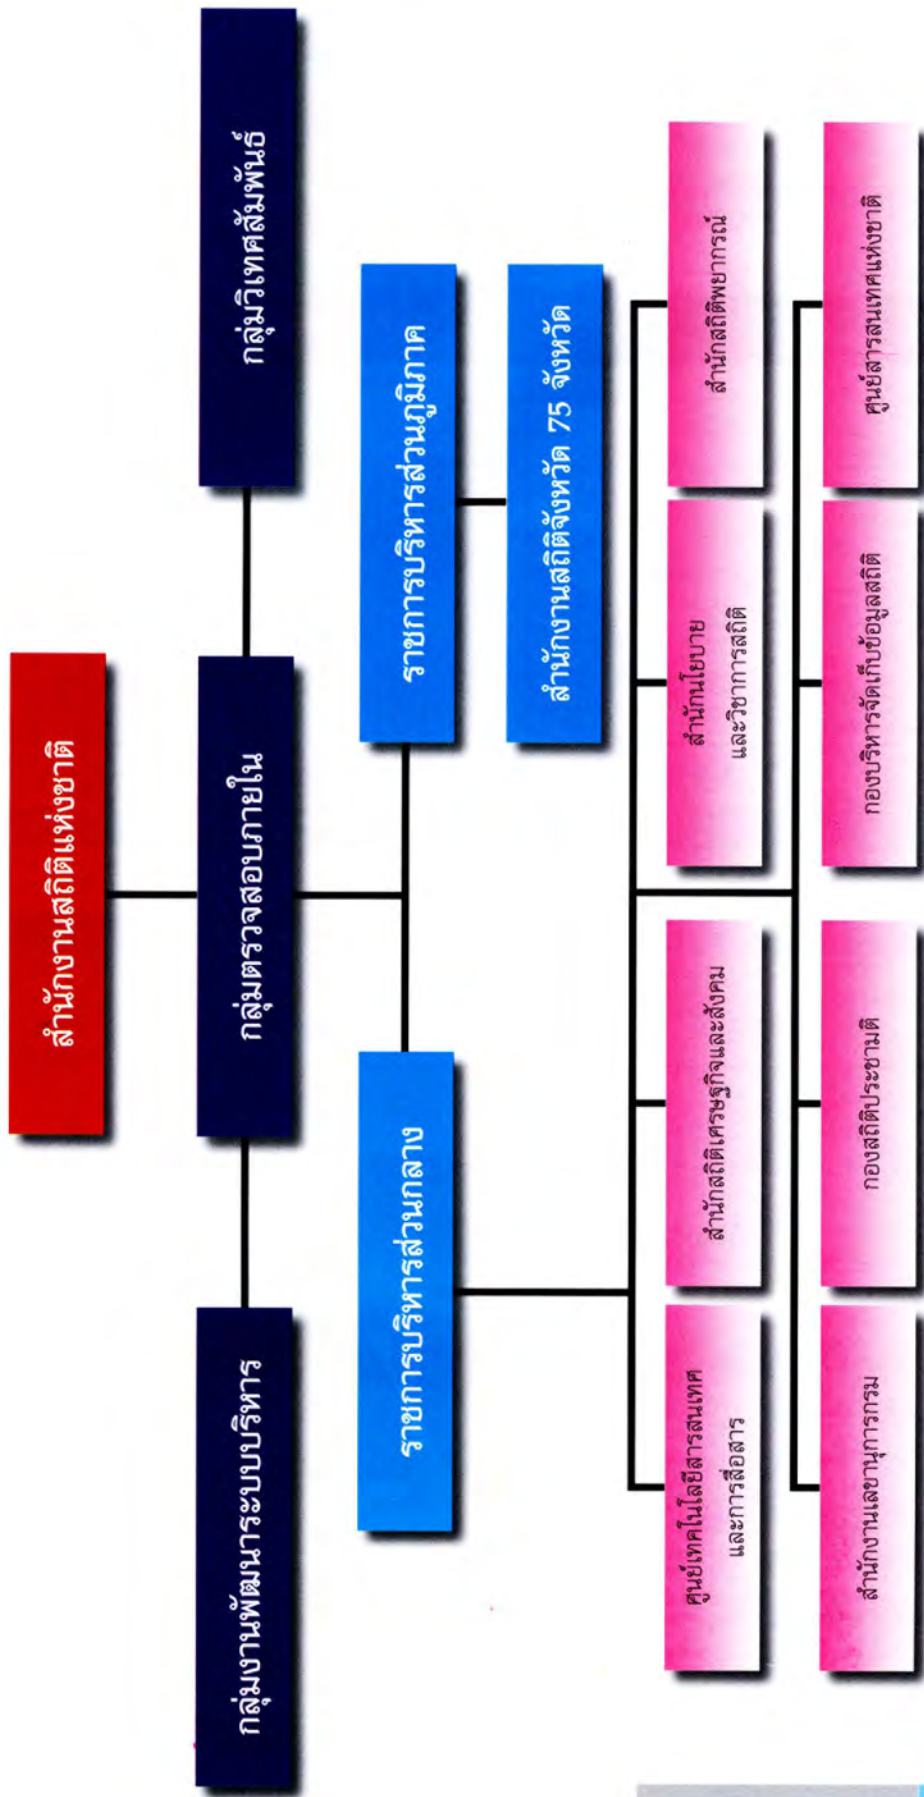 สำนักงานสถิติแห่งชาติ
กลุ่มงานพัฒนาระบบบริหาร
กลุ่มตรวจสอบภายใน
กลุ่มวิเทศสัมพันธ์
ราชการบริหารส่วนกลาง
ราชการบริหารส่วนภูมิภาค
สำนักงานสถิติจังหวัด 75 จังหวัด
ศูนย์เทคโนโลยีสารสนเทศ
และการสื่อสาร
สำนักสถิติเศรษฐกิจและสังคม
สำนักนโยบาย
และวิชาการสถิติ
สำนักสถิติพยากรณ์
สำนักงานเลขานุการกรม
กองสถิติประชามติ
กองบริหารจัดเก็บข้อมูลสถิติ
ศูนย์สารสนเทศแห่งชาติ